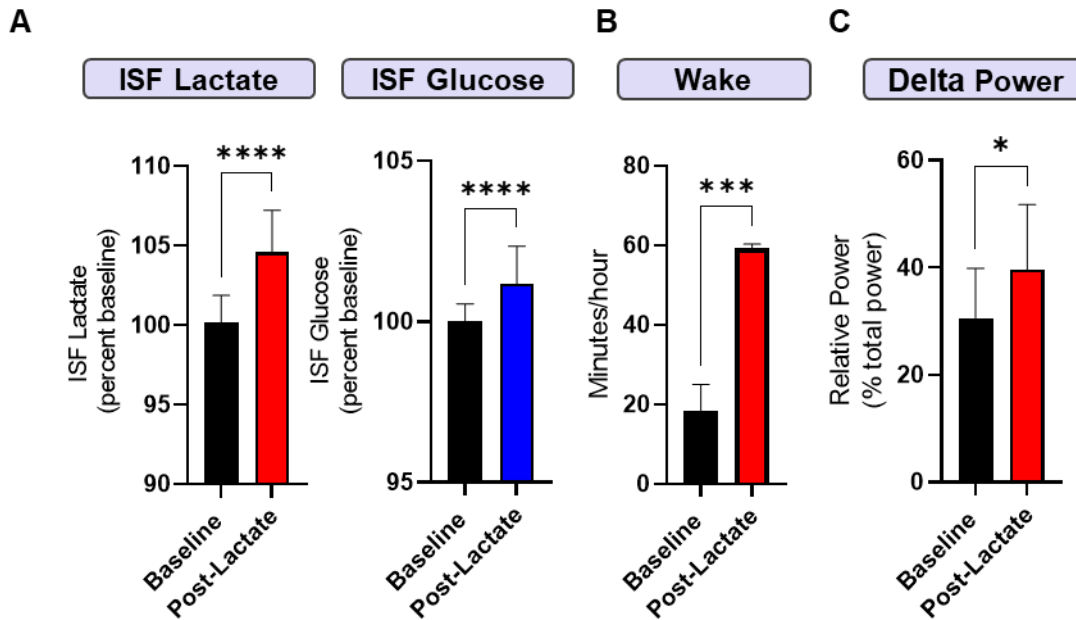 A
B
C
ISF Lactate
ISF Glucose
Wake
Delta Power
ISF Lactate
(percent baseline)
110
105
100
95
90
****
Baseline
Post-Lactate
ISF Glucose
(percent baseline)
105
100
95
****
Baseline
Post-Lactate
Minutes/hour
80
60
40
20
0
***
Baseline
Post-Lactate
Relative Power
(% total power)
60
40
20
0
*
Baseline
Post-Lactate